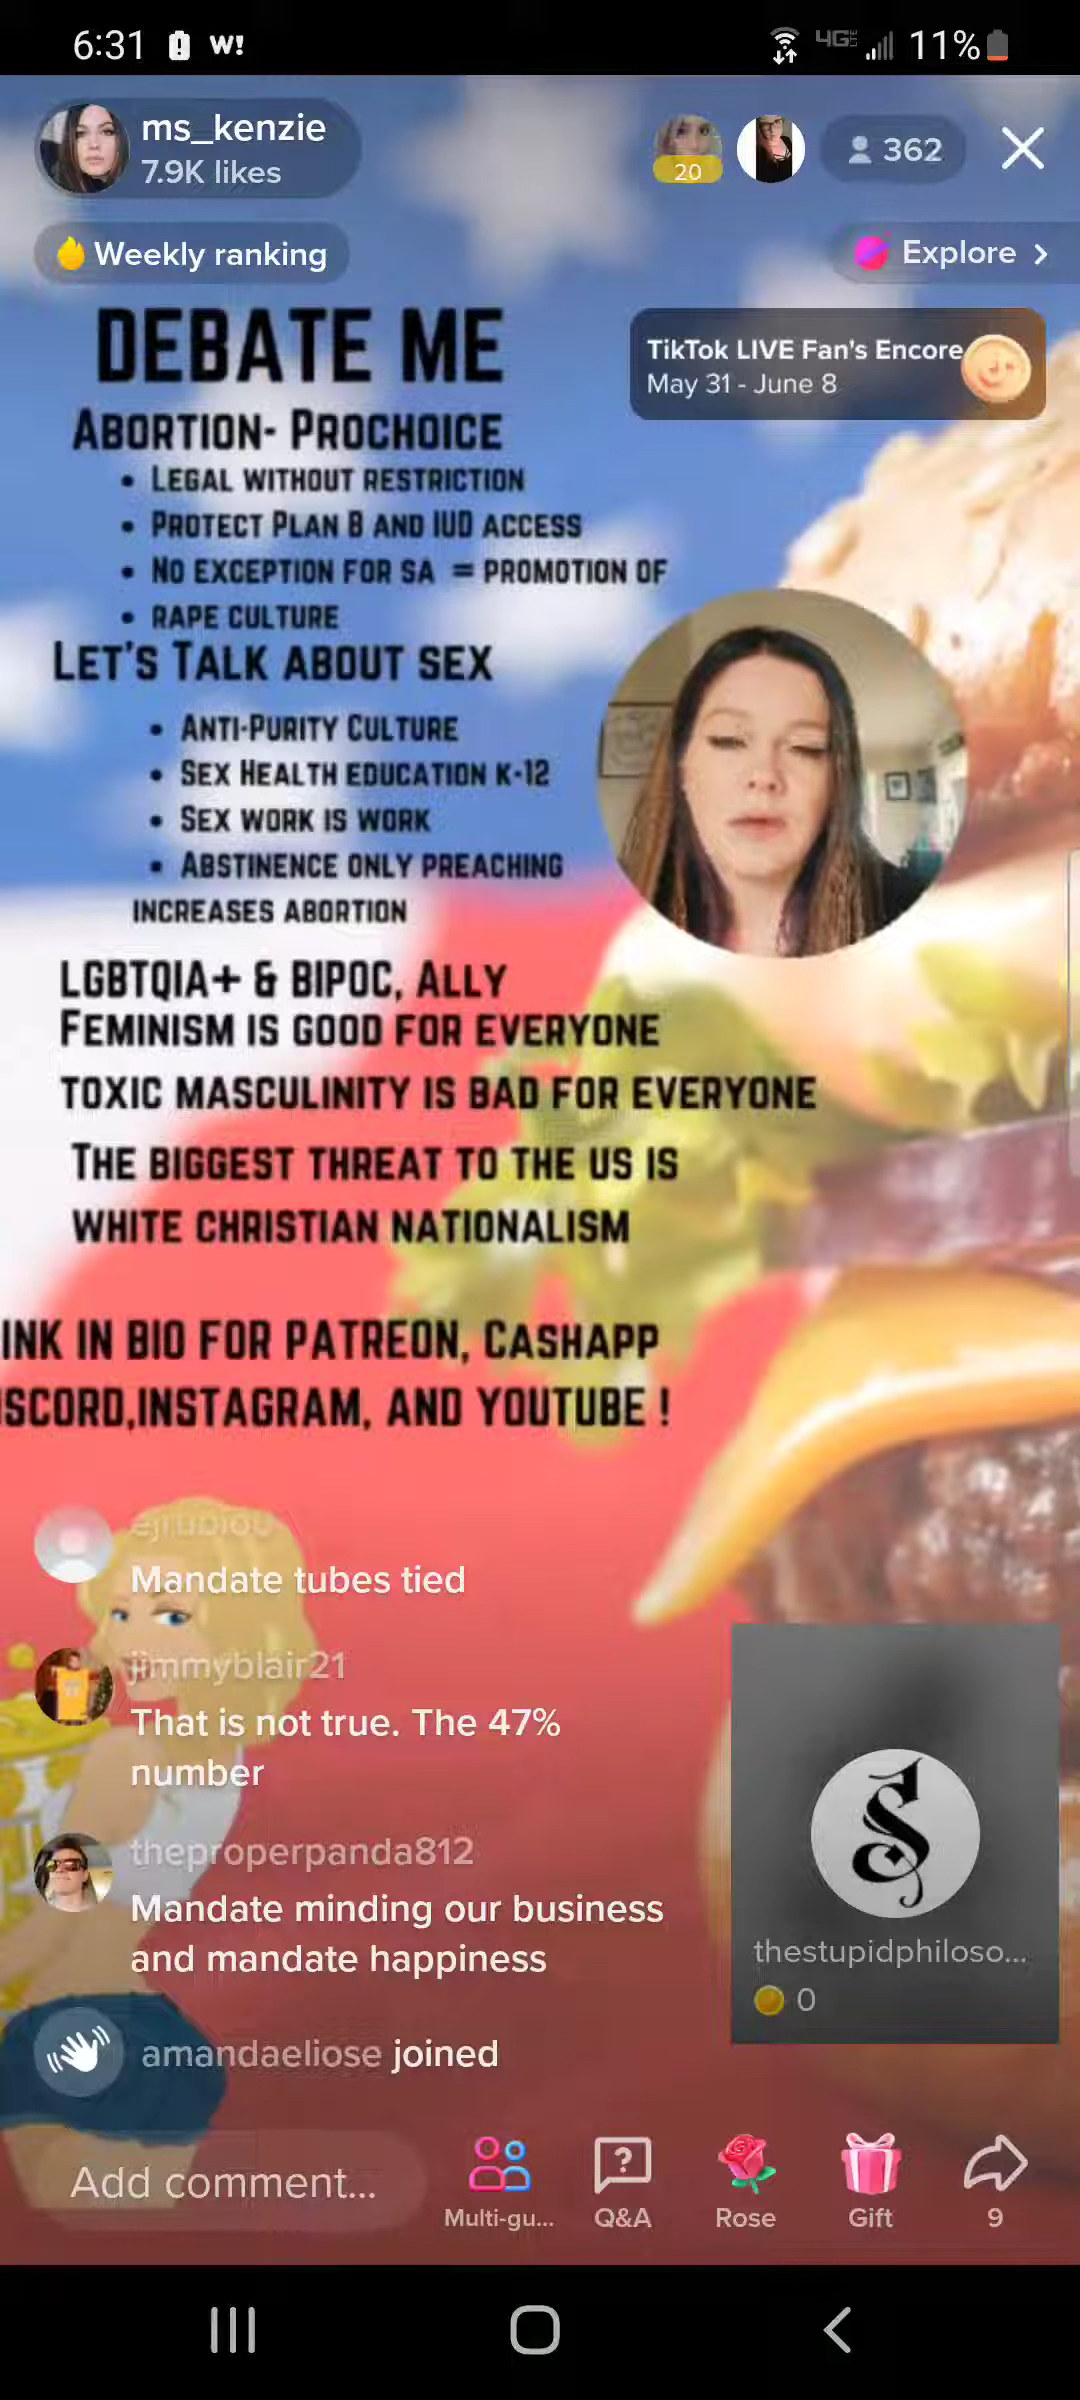 6:31 W! 4G LTE 11%
ms_kenzie
7.9K likes
20
362
Weekly ranking
Explore >
DEBATE ME
TikTok LIVE Fan's Encore
May 31 - June 8
ABORTION- PROCHOICE
• LEGAL WITHOUT RESTRICTION
• PROTECT PLAN B AND IUD ACCESS
• NO EXCEPTION FOR SA = PROMOTION OF
• RAPE CULTURE
LET'S TALK ABOUT SEX
• ANTI-PURITY CULTURE
• SEX HEALTH EDUCATION K-12
• SEX WORK IS WORK
• ABSTINENCE ONLY PREACHING
INCREASES ABORTION
LGBTQIA+ & BIPOC, ALLY
FEMINISM IS GOOD FOR EVERYONE
TOXIC MASCULINITY IS BAD FOR EVERYONE
THE BIGGEST THREAT TO THE US IS
WHITE CHRISTIAN NATIONALISM
INK IN BIO FOR PATREON, CASHAPP
ISCORD,INSTAGRAM, AND YOUTUBE !
Mandate tubes tied
jimmyblair21
That is not true. The 47%
number
theproperpanda812
Mandate minding our business
and mandate happiness
thestupidphiloso...
0
amandaeliose joined
Add comment...
Multi-gu...
Q&A
Rose
Gift
9